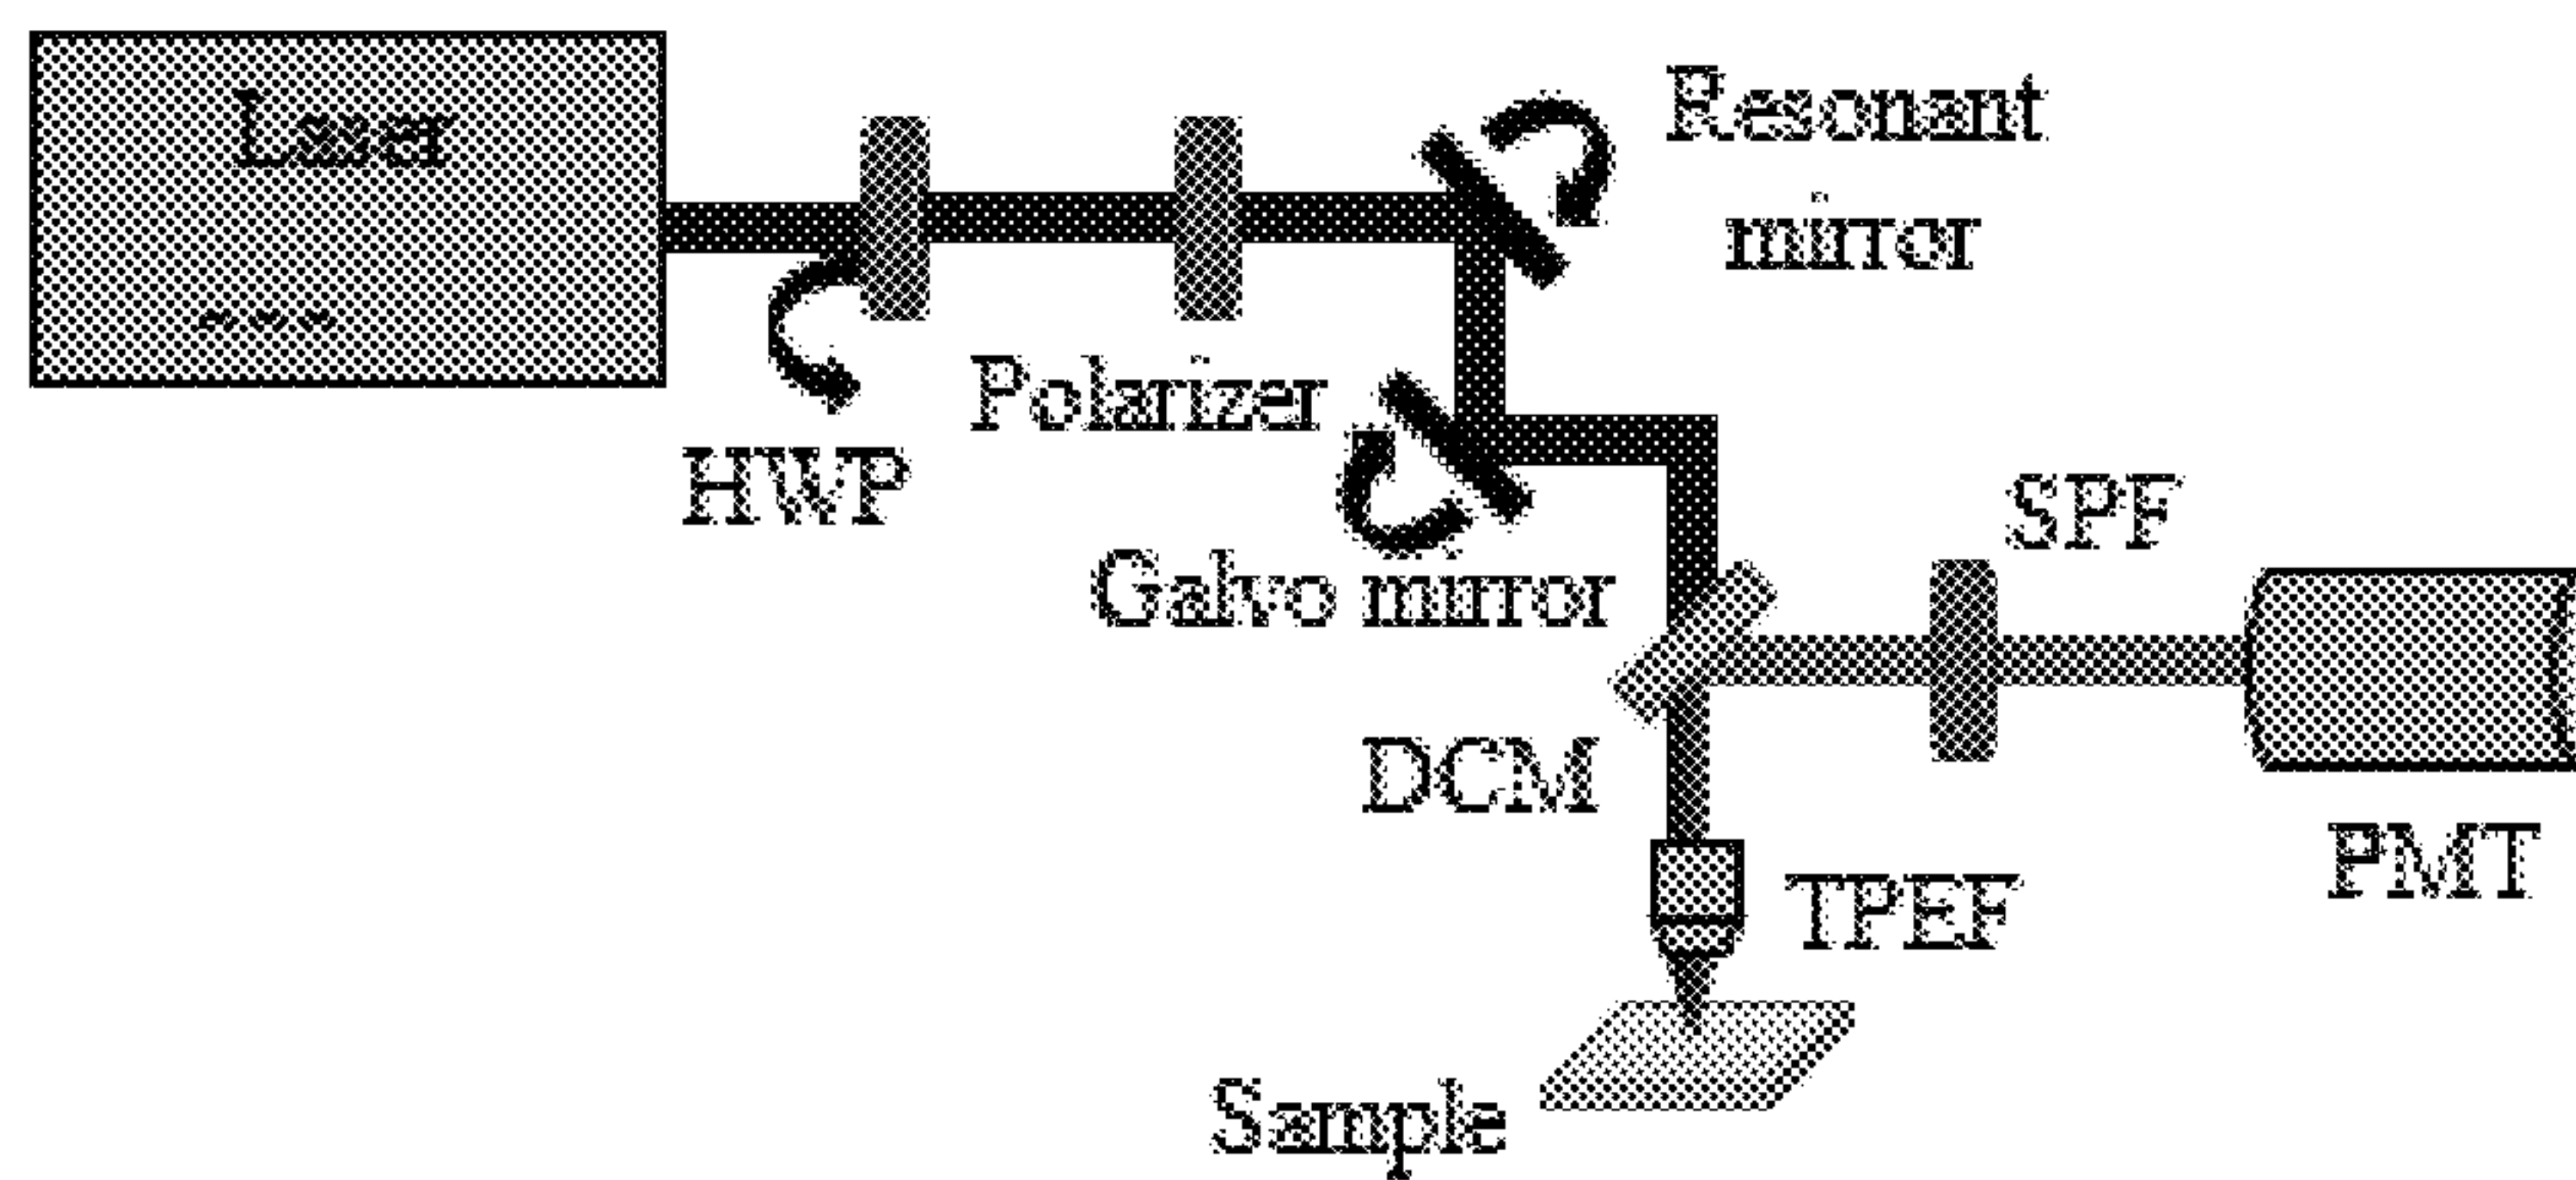 Laser
Resonant
mirror
Polarizer
HWP
SPF
Galvo mirror
DCM
PMT
TPEF
Sample